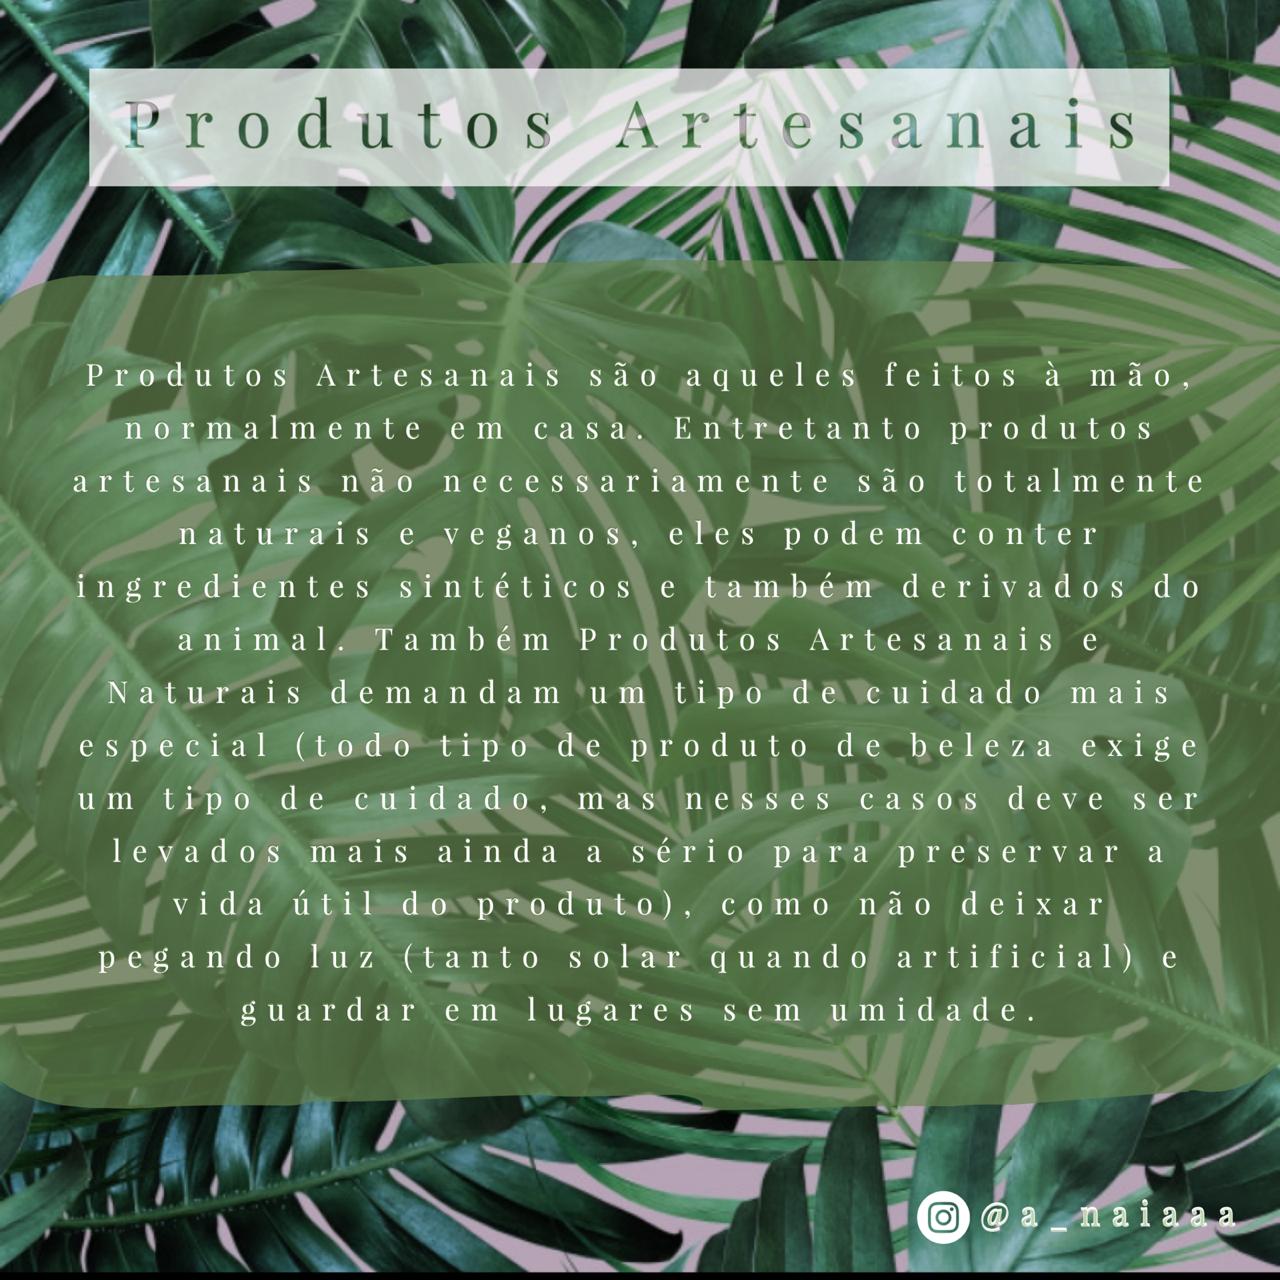 Produtos Artesanais
Produtos Artesanais são aqueles feitos à mão,
normalmente em casa. Entretanto produtos
artesanais não necessariamente são totalmente
naturais e veganos, eles podem conter
ingredientes sintéticos e também derivados do
animal. Também Produtos Artesanais e
Naturais demandam um tipo de cuidado mais
especial (todo tipo de produto de beleza exige
um tipo de cuidado, mas nesses casos deve ser
levados mais ainda a sério para preservar a
vida útil do produto), como não deixar
pegando luz (tanto solar quando artificial) e
guardar em lugares sem umidade.
@a_naiaaa